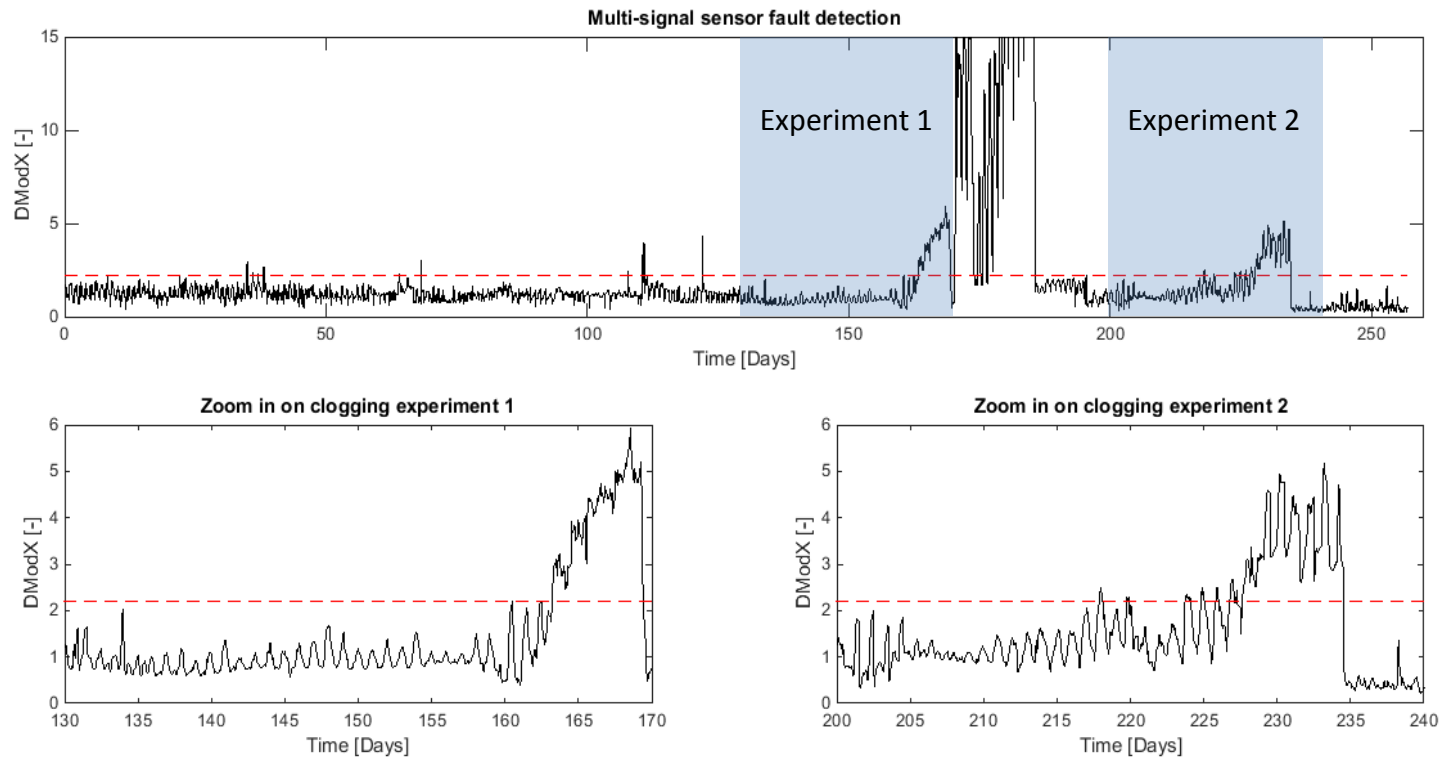 Multi-signal sensor fault detection
15
10
5
0
DModX [-]
Experiment 1
Experiment 2
0 50 100 150 200 250
Time [Days]
Zoom in on clogging experiment 1
6
5
4
3
2
1
0
DModX [-]
130 135 140 145 150 155 160 165 170
Time [Days]
Zoom in on clogging experiment 2
6
5
4
3
2
1
0
DModX [-]
200 205 210 215 220 225 230 235 240
Time [Days]